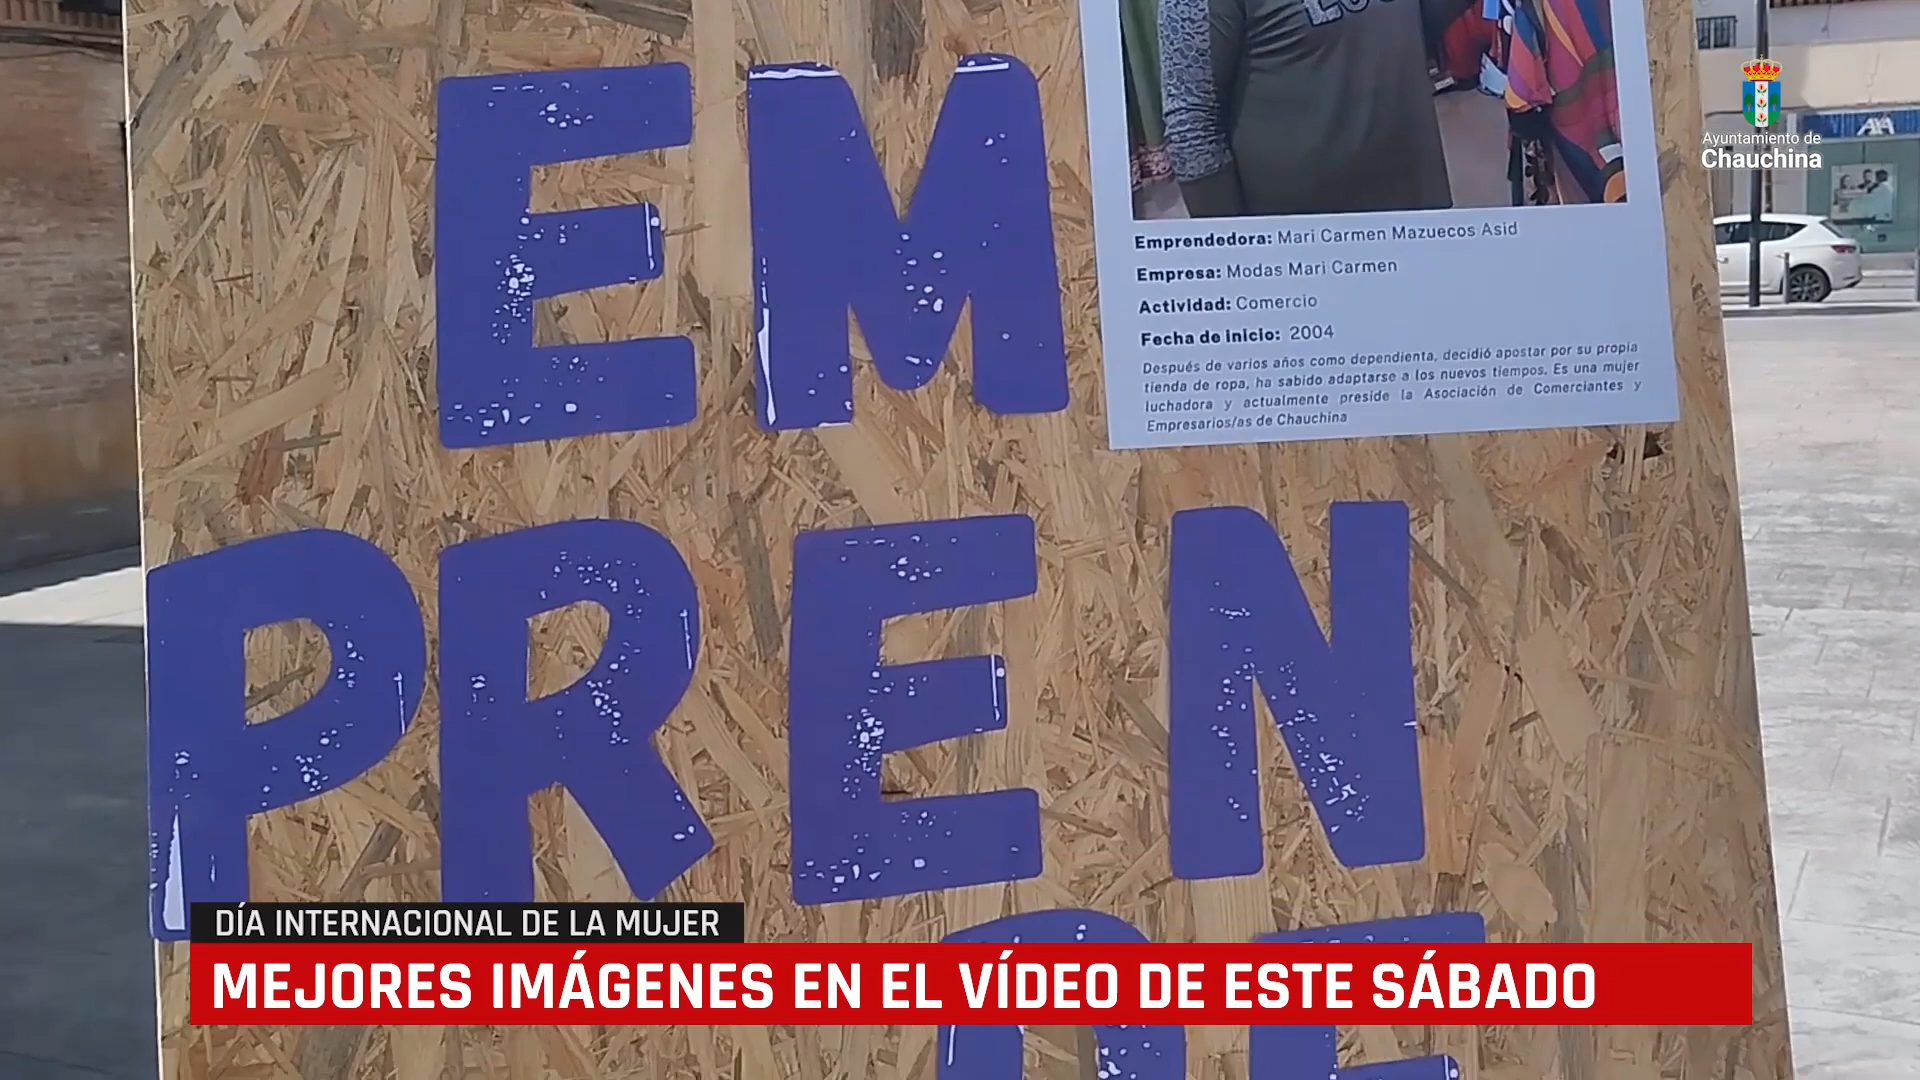 EM
PREN
DE
Emprendedora: Mari Carmen Mazuecos Asid
Empresa: Modas Mari Carmen
Actividad: Comercio
Fecha de inicio: 2004
Después de varios años como dependienta, decidió apostar por su propia
tienda de ropa, ha sabido adaptarse a los nuevos tiempos. Es una mujer
luchadora y actualmente preside la Asociación de Comerciantes y
Empresarios/as de Chauchina
AXA
Ayuntamiento de
Chauchina
DÍA INTERNACIONAL DE LA MUJER
MEJORES IMÁGENES EN EL VÍDEO DE ESTE SÁBADO